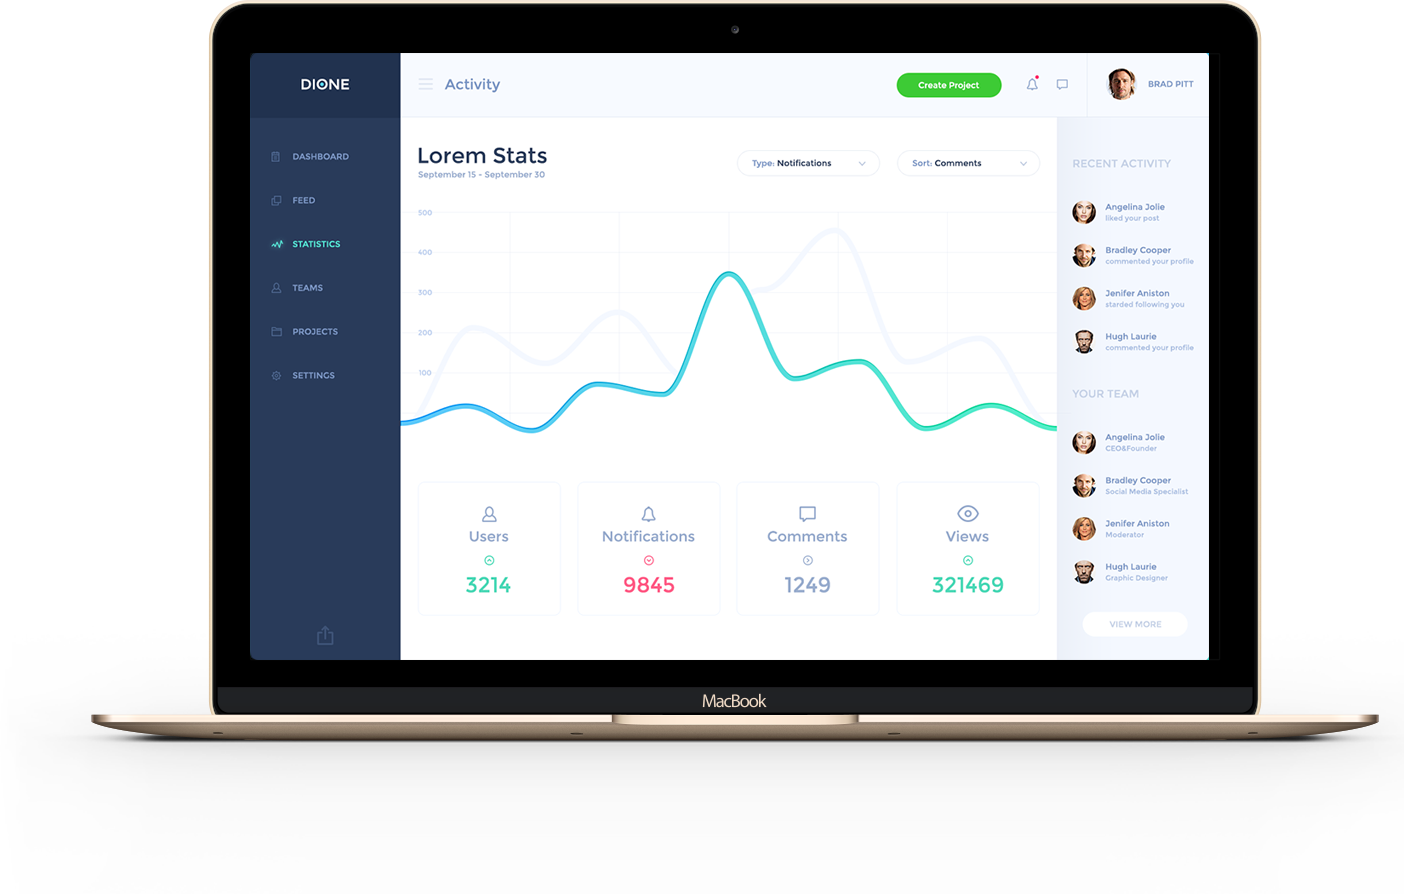 DIONE
Activity
Create Project
BRAD PITT
DASHBOARD
FEED
STATISTICS
TEAMS
PROJECTS
SETTINGS
Lorem Stats
September 15 - September 30
Type: Notifications
Sort: Comments
500
400
300
200
100
Users
3214
Notifications
9845
Comments
1249
Views
321469
RECENT ACTIVITY
Angelina Jolie
liked your post
Bradley Cooper
commented your profile
Jenifer Aniston
starded following you
Hugh Laurie
commented your profile
YOUR TEAM
Angelina Jolie
CEO&Founder
Bradley Cooper
Social Media Specialist
Jenifer Aniston
Moderator
Hugh Laurie
Graphic Designer
VIEW MORE
MacBook